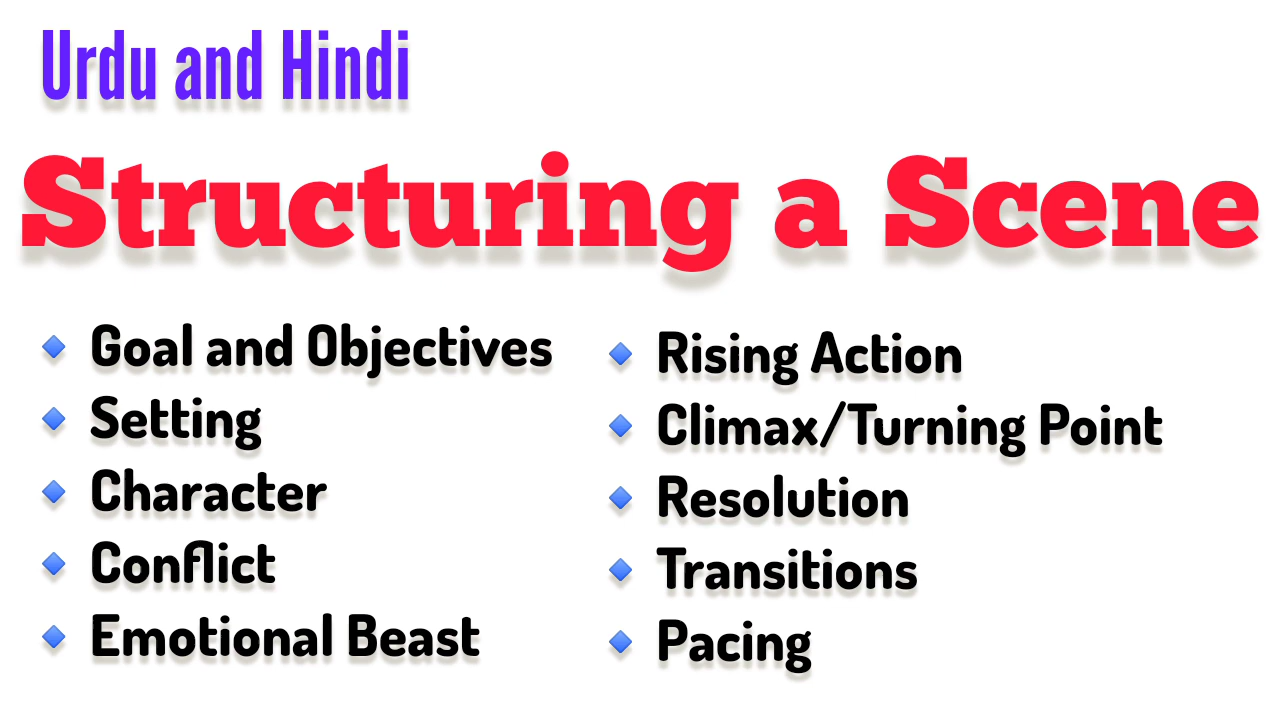 Urdu and Hindi
Structuring a Scene
Goal and Objectives
Setting
Character
Conflict
Emotional Beast
Rising Action
Climax/Turning Point
Resolution
Transitions
Pacing